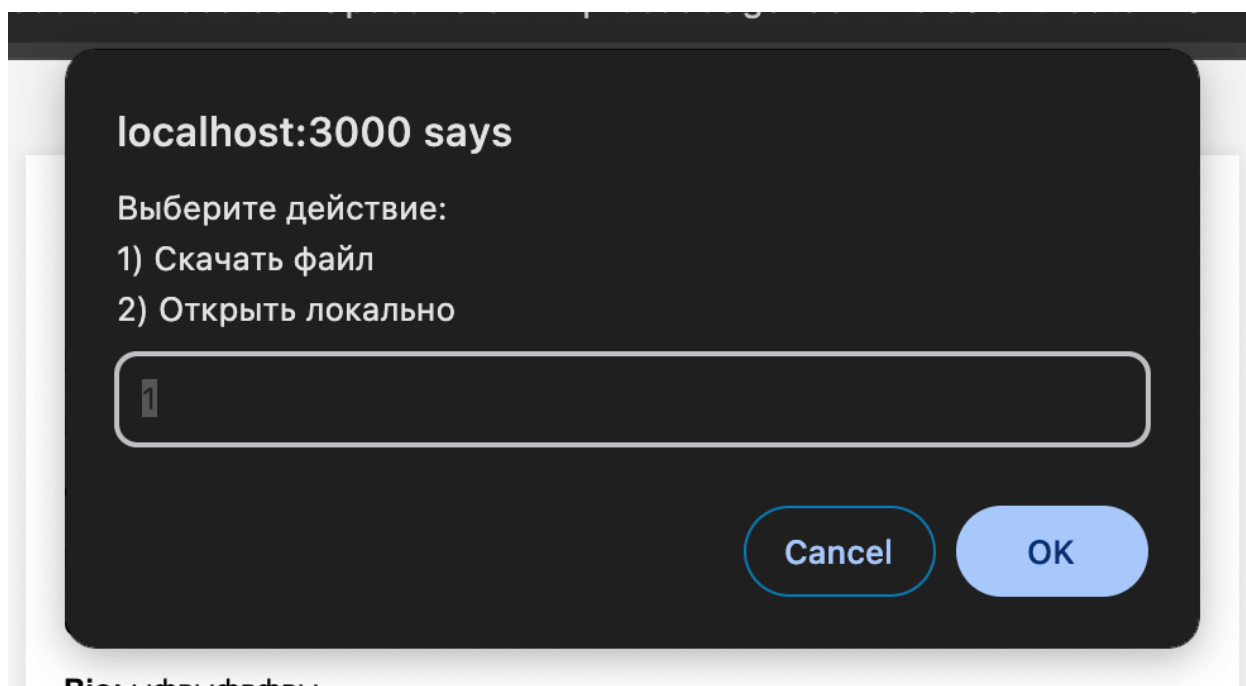 localhost:3000 says
Выберите действие:
1) Скачать файл
2) Открыть локально
1
Cancel
OK